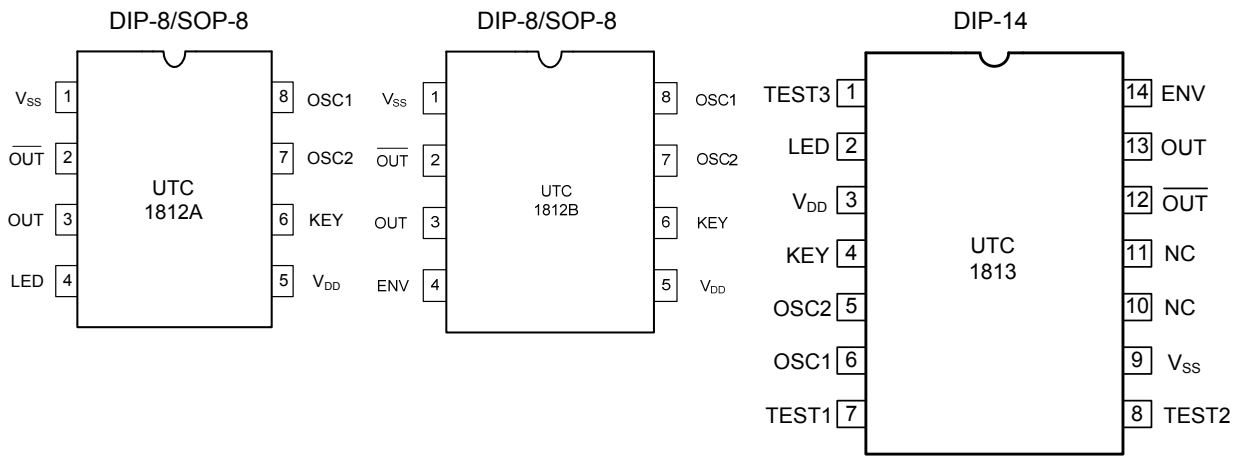 DIP-8/SOP-8
VSS 1
8 OSC1
OUT 2
7 OSC2
OUT 3
6 KEY
LED 4
5 VDD
UTC
1812A
DIP-8/SOP-8
VSS 1
8 OSC1
OUT 2
7 OSC2
OUT 3
6 KEY
ENV 4
5 VDD
UTC
1812B
DIP-14
TEST3 1
14 ENV
LED 2
13 OUT
VDD 3
12 OUT
KEY 4
11 NC
OSC2 5
10 NC
OSC1 6
9 VSS
TEST1 7
8 TEST2
UTC
1813